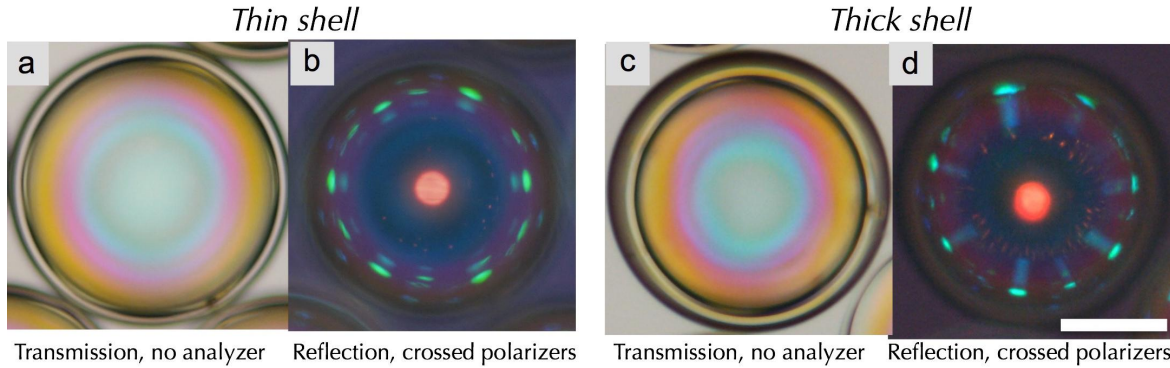 Thin shell
Thick shell
a
b
c
d
Transmission, no analyzer
Reflection, crossed polarizers
Transmission, no analyzer
Reflection, crossed polarizers